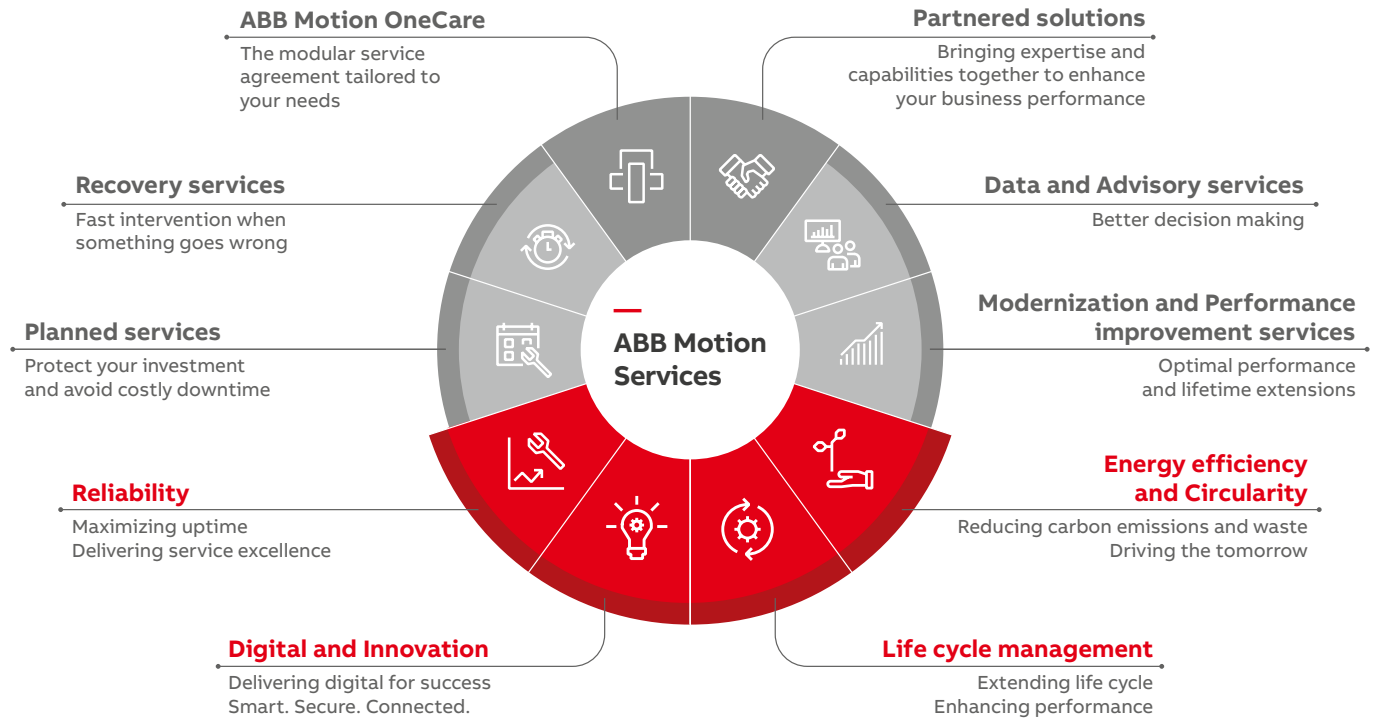 ABB Motion OneCare
The modular service
agreement tailored to
your needs
Partnered solutions
Bringing expertise and
capabilities together to enhance
your business performance
Recovery services
Fast intervention when
something goes wrong
Data and Advisory services
Better decision making
Planned services
Protect your investment
and avoid costly downtime
ABB Motion
Services
Modernization and Performance
improvement services
Optimal performance
and lifetime extensions
Reliability
Maximizing uptime
Delivering service excellence
Energy efficiency
and Circularity
Reducing carbon emissions and waste
Driving the tomorrow
Digital and Innovation
Delivering digital for success
Smart. Secure. Connected.
Life cycle management
Extending life cycle
Enhancing performance